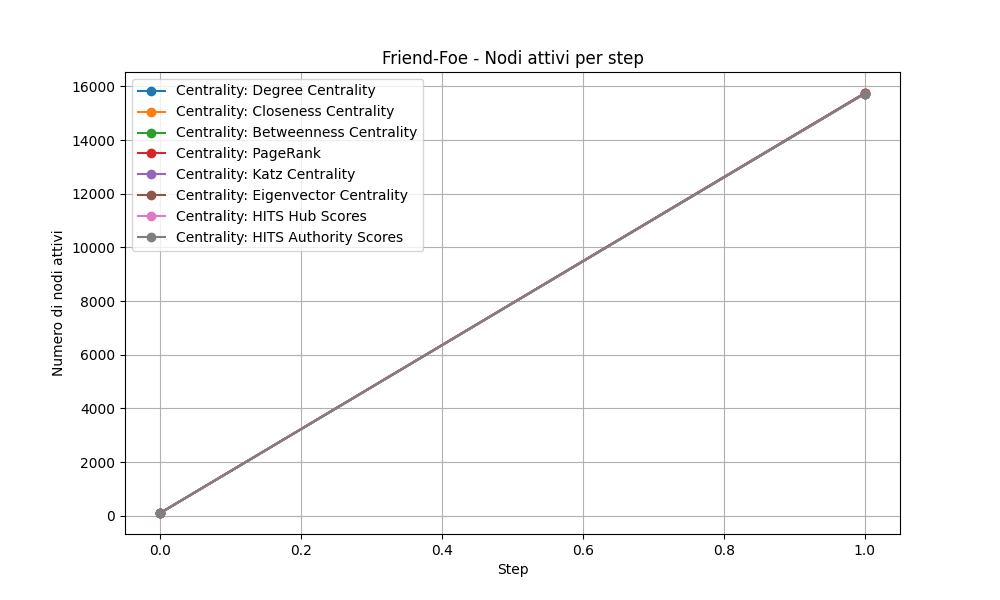 Friend-Foe - Nodi attivi per step
Numero di nodi attivi
16000
14000
12000
10000
8000
6000
4000
2000
0
Centrality: Degree Centrality
Centrality: Closeness Centrality
Centrality: Betweenness Centrality
Centrality: PageRank
Centrality: Katz Centrality
Centrality: Eigenvector Centrality
Centrality: HITS Hub Scores
Centrality: HITS Authority Scores
0.0 0.2 0.4 0.6 0.8 1.0
Step